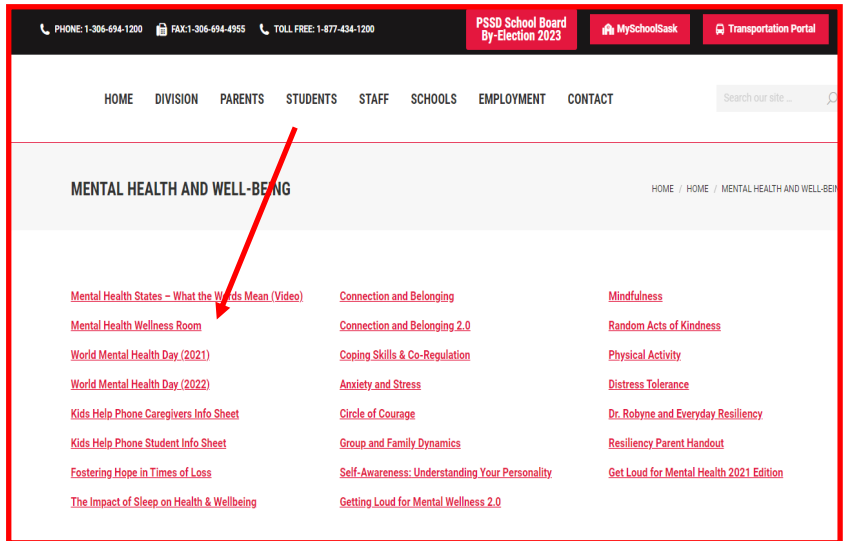 PHONE: 1-306-694-1200 FAX:1-306-694-4955 TOLL FREE: 1-877-434-1200
PSSD School Board
By-Election 2023
MySchoolSask
Transportation Portal
HOME DIVISION PARENTS STUDENTS STAFF SCHOOLS EMPLOYMENT CONTACT
Search our site ...
MENTAL HEALTH AND WELL-BEING
HOME / HOME / MENTAL HEALTH AND WELL-BEIN
Mental Health States – What the Words Mean (Video)
Mental Health Wellness Room
World Mental Health Day (2021)
World Mental Health Day (2022)
Kids Help Phone Caregivers Info Sheet
Kids Help Phone Student Info Sheet
Fostering Hope in Times of Loss
The Impact of Sleep on Health & Wellbeing
Connection and Belonging
Connection and Belonging 2.0
Coping Skills & Co-Regulation
Anxiety and Stress
Circle of Courage
Group and Family Dynamics
Self-Awareness: Understanding Your Personality
Getting Loud for Mental Wellness 2.0
Mindfulness
Random Acts of Kindness
Physical Activity
Distress Tolerance
Dr. Robyne and Everyday Resiliency
Resiliency Parent Handout
Get Loud for Mental Health 2021 Edition